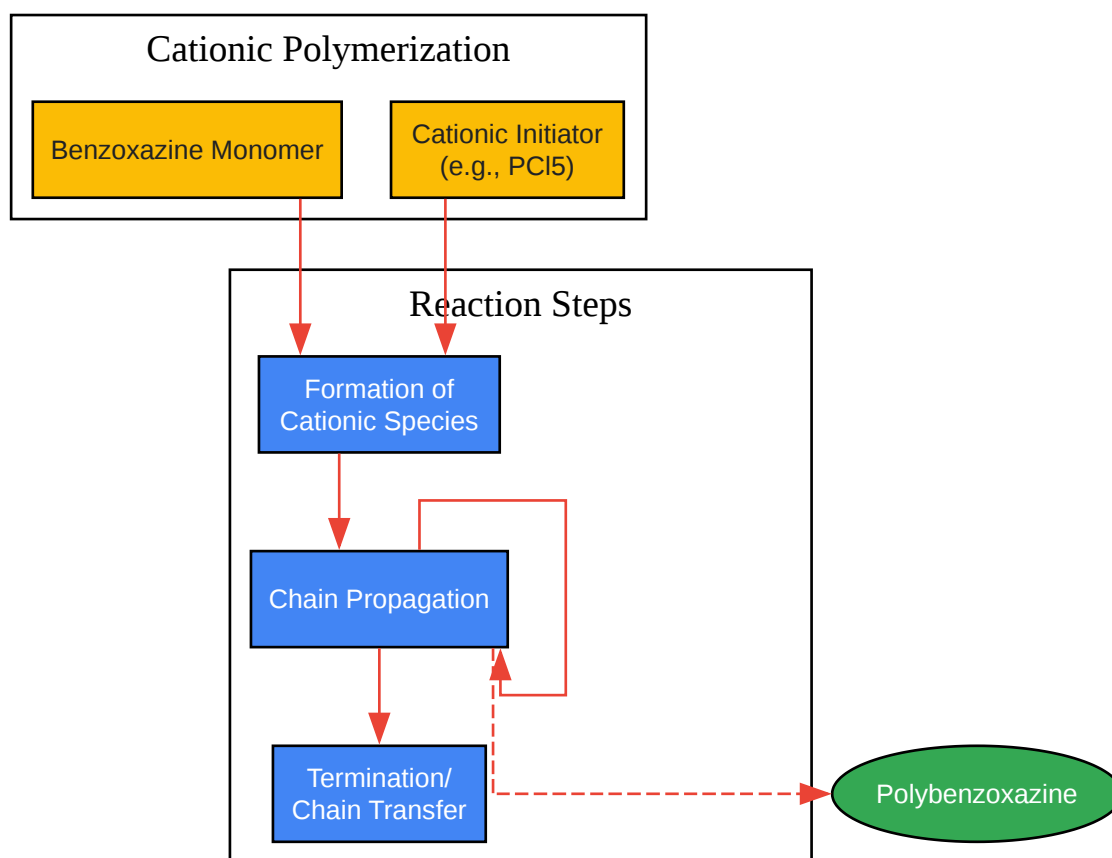 Cationic Polymerization
Benzoxazine Monomer
Cationic Initiator
(e.g., PCl5)
Reaction Steps
Formation of
Cationic Species
Chain Propagation
Termination/
Chain Transfer
Polybenzoxazine